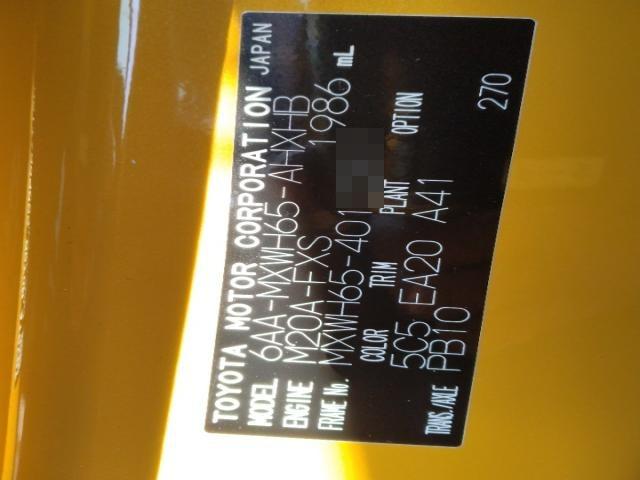 TOYOTA MOTOR CORPORATION JAPAN
MODEL 6AA-MXWH65-AHXHB
ENGINE M20A-FXS 1986 mL
FRAME No. MXWH65-401
COLOR TRIM PLANT OPTION
5C5 EA20 A41 270
TRANS./AXLE PB10